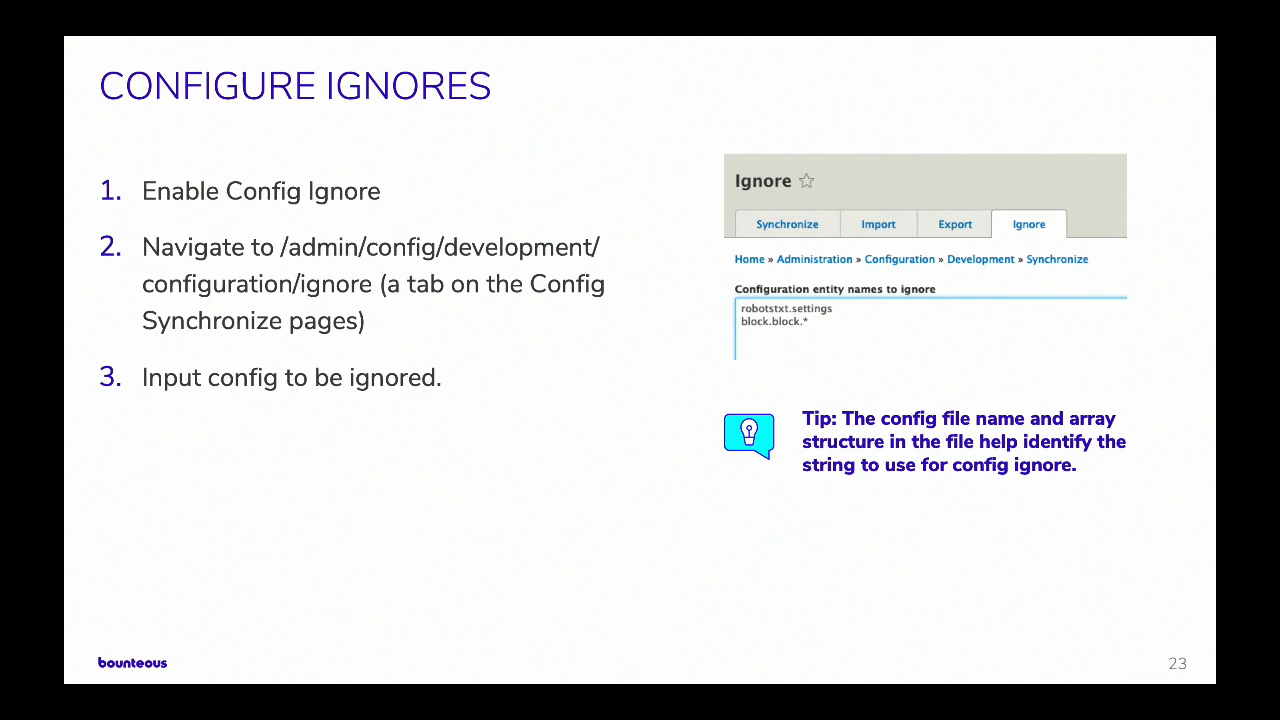 CONFIGURE IGNORES
1. Enable Config Ignore
2. Navigate to /admin/config/development/
configuration/ignore (a tab on the Config
Synchronize pages)
3. Input config to be ignored.
Ignore
Synchronize Import Export Ignore
Home » Administration » Configuration » Development » Synchronize
Configuration entity names to ignore
robotstxt.settings
block.block.*
Tip: The config file name and array
structure in the file help identify the
string to use for config ignore.
bounteous
23